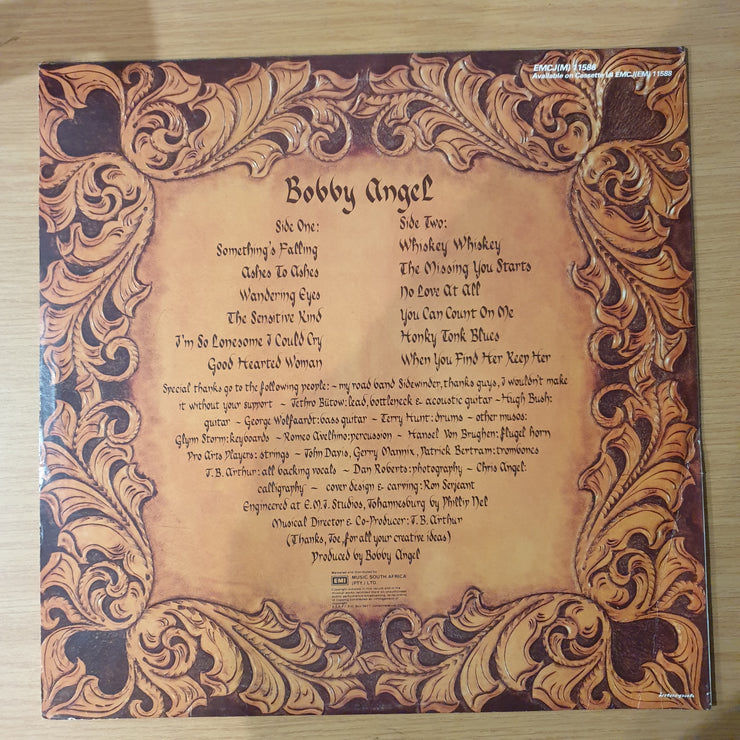 EMCJ(M) 11588
Available on Cassette L4 EMCJ(EM) 11588
Bobby Angel
Side One:
Something's Falling
Ashes To Ashes
Wandering Eyes
The Sensitive Kind
I'm So Lonesome I Could Cry
Good Hearted Woman
Side Two:
Whiskey Whiskey
The Missing You Starts
No Love At All
You Can Count On Me
Honky Tonk Blues
When You Find Her Keep Her
Special thanks go to the following people: ~ my road band Sidewinder, thanks guys, I wouldn't make
it without your support ~ Jethro Bütow: lead, bottleneck & acoustic guitar ~ Hugh Bush:
guitar ~ George Wolfaardt: bass guitar ~ Terry Hunt: drums ~ other musos:
Glynn Storm: keyboards ~ Romeo Avelhmo: percussion ~ Hansel Von Brughen: flugel horn
Pro Arts Players: strings ~ John Davis, Gerry Mannix, Patrick Bertram: trombones
J. B. Arthur: all backing vocals ~ Dan Roberts: photography ~ Chris Angel:
calligraphy ~ cover design & carving: Ron Serjeant
Engineered at E.M.I. Studios, Johannesburg by Phillip Nel
Musical Director & Co-Producer: J. B. Arthur
(Thanks, Joe, for all your creative ideas)
Produced by Bobby Angel
Marketed and distributed by
EMI MUSIC SOUTH AFRICA
(PTY) LTD.
interpak